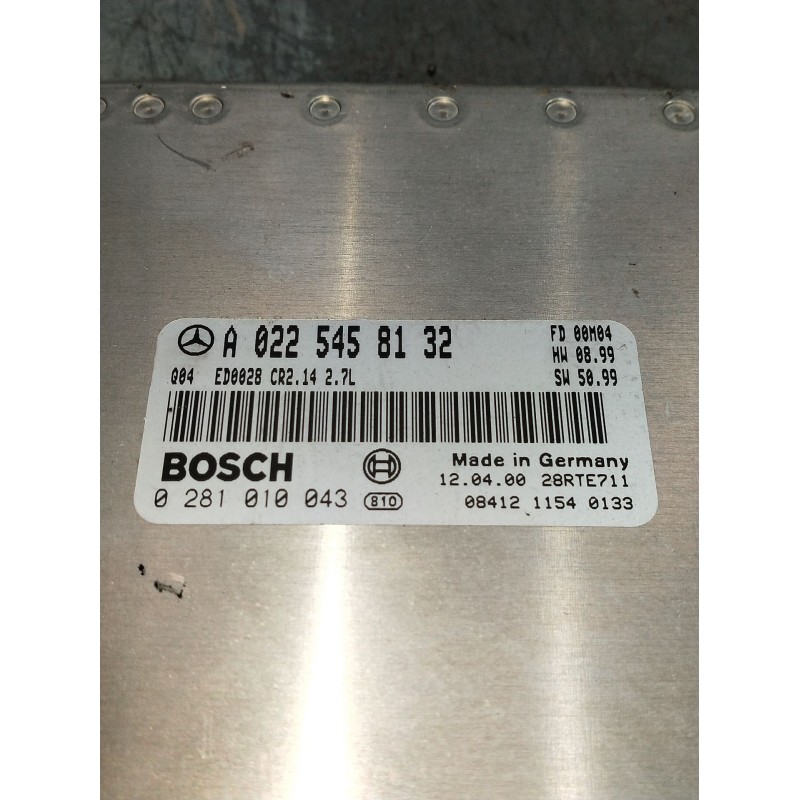 A 022 545 81 32
FD 00M04
HW 08.99
Q04 ED0028 CR2.14 2.7L
SW 50.99
BOSCH
Made in Germany
12.04.00 28RTE711
0 281 010 043 810
08412 1154 0133